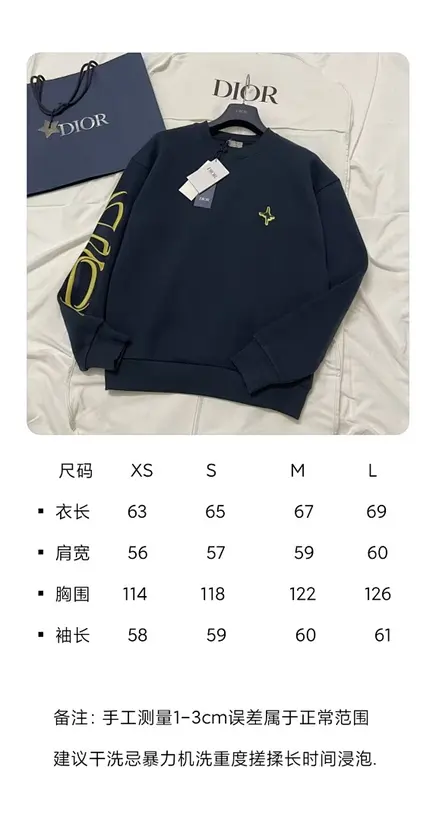 DIOR
DIOR
DIOR
DIOR
尺码 XS S M L
▪ 衣长 63 65 67 69
▪ 肩宽 56 57 59 60
▪ 胸围 114 118 122 126
▪ 袖长 58 59 60 61
备注: 手工测量1-3cm误差属于正常范围
建议干洗忌暴力机洗重度搓揉长时间浸泡.